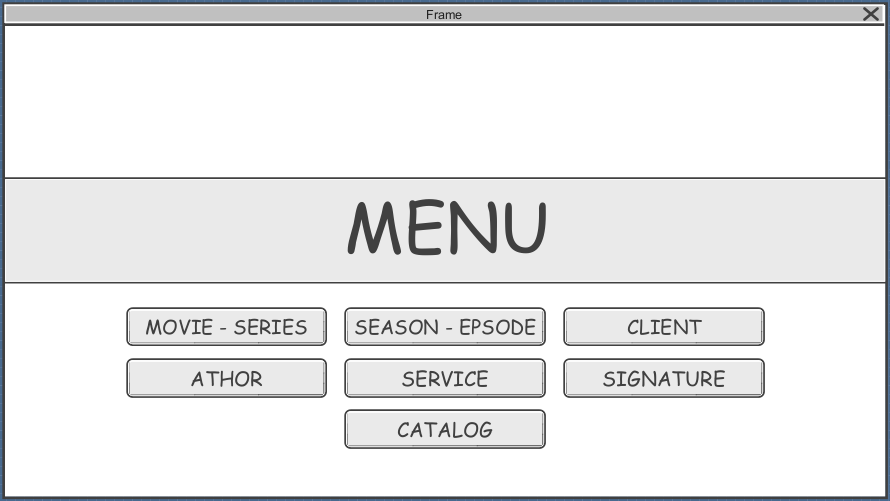 Frame
MENU
MOVIE - SERIES
SEASON - EPSODE
CLIENT
ATHOR
SERVICE
SIGNATURE
CATALOG